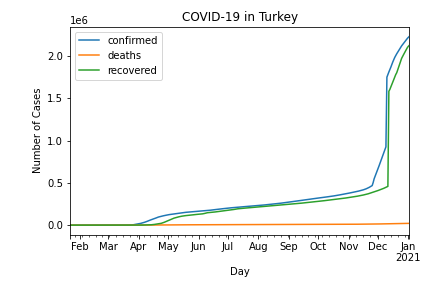 COVID-19 in Turkey
1e6
confirmed
deaths
recovered
2.0
1.5
1.0
0.5
0.0
Number of Cases
Feb Mar Apr May Jun Jul Aug Sep Oct Nov Dec Jan
2021
Day